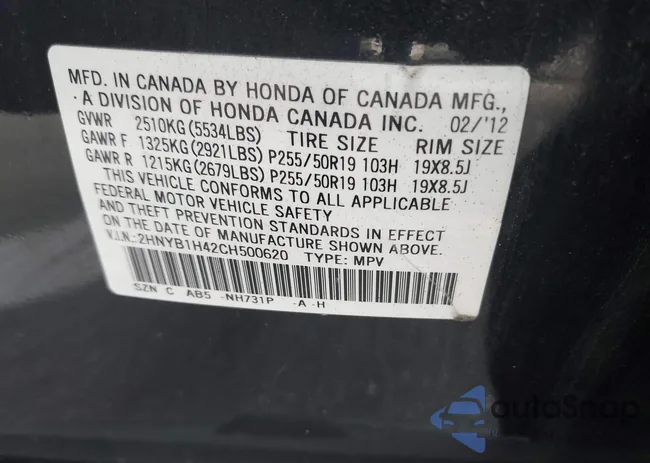 MFD. IN CANADA BY HONDA OF CANADA MFG.,
A DIVISION OF HONDA CANADA INC. 02/'12
GVWR 2510KG(5534LBS) TIRE SIZE RIM SIZE
GAWR F 1325KG(2921LBS) P255/50R19 103H 19X8.5J
GAWR R 1215KG(2679LBS) P255/50R19 103H 19X8.5J
THIS VEHICLE CONFORMS TO ALL APPLICABLE
FEDERAL MOTOR VEHICLE SAFETY
AND THEFT PREVENTION STANDARDS IN EFFECT
ON THE DATE OF MANUFACTURE SHOWN ABOVE.
V.I.N.:2HNYB1H42CH500620 TYPE: MPV
SZN C AB5 -NH731P -A -H
autoSnap